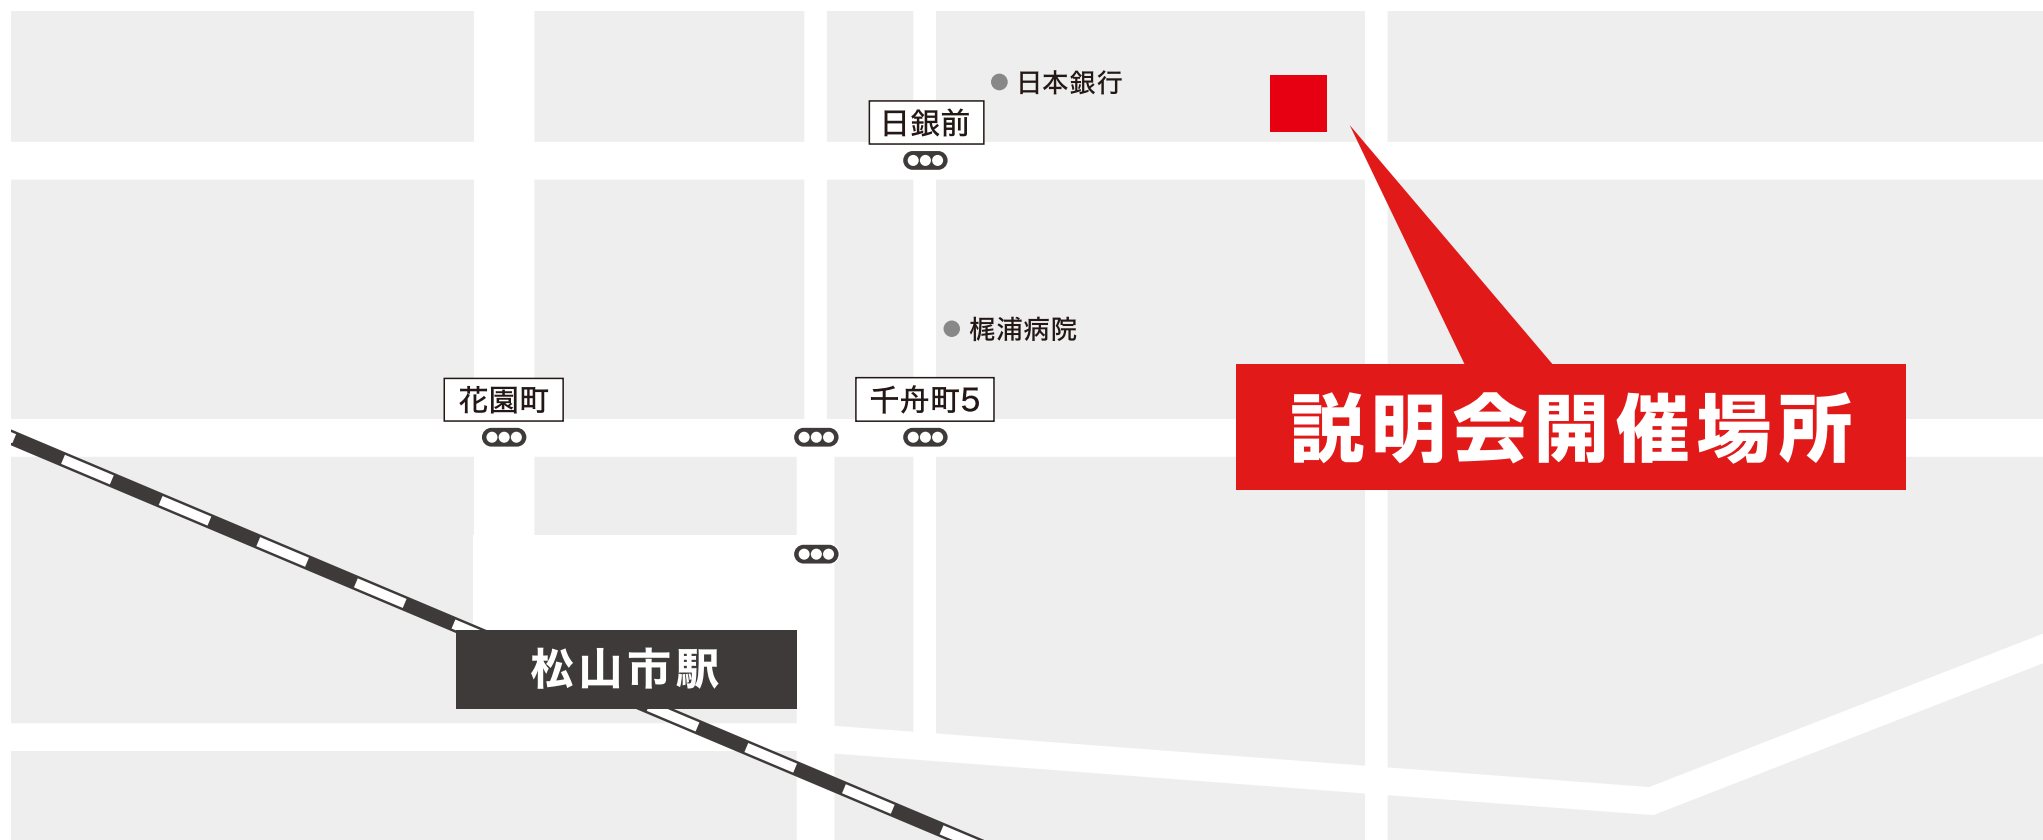 日本銀行
日銀前
梶浦病院
花園町
千舟町5
説明会開催場所
松山市駅